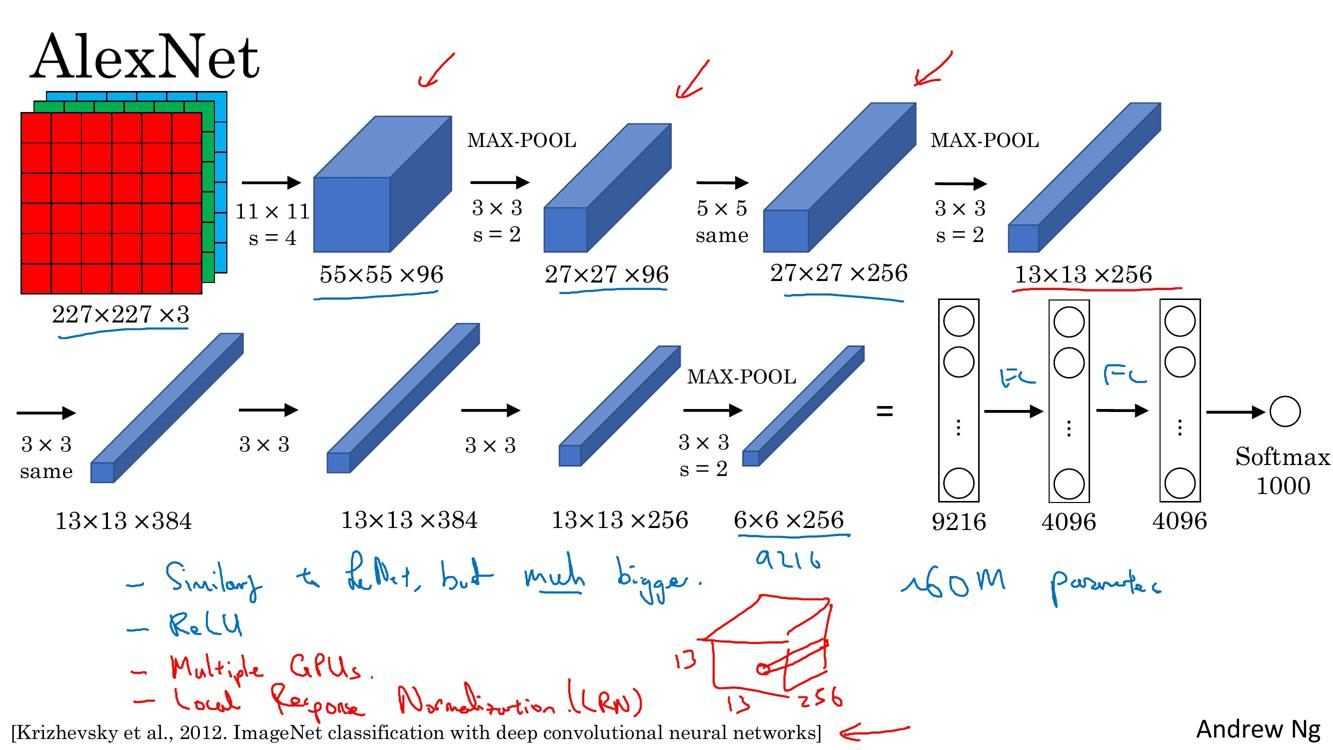 AlexNet
MAX-POOL
MAX-POOL
11 × 11
s = 4
3 × 3
s = 2
5 × 5
same
3 × 3
s = 2
227×227 ×3
55×55 ×96
27×27 ×96
27×27 ×256
13×13 ×256
MAX-POOL
FC
FC
3 × 3
same
3 × 3
3 × 3
3 × 3
s = 2
=
⋮
⋮
⋮
Softmax
1000
13×13 ×384
13×13 ×384
13×13 ×256
6×6 ×256
9216
4096
4096
9216
- Similary to LeNet, but much bigger.
~60M
- ReLU
- Multiple GPUs.
- Local Response Normalization (LRN)
13
13
256
[Krizhevsky et al., 2012. ImageNet classification with deep convolutional neural networks]
Andrew Ng